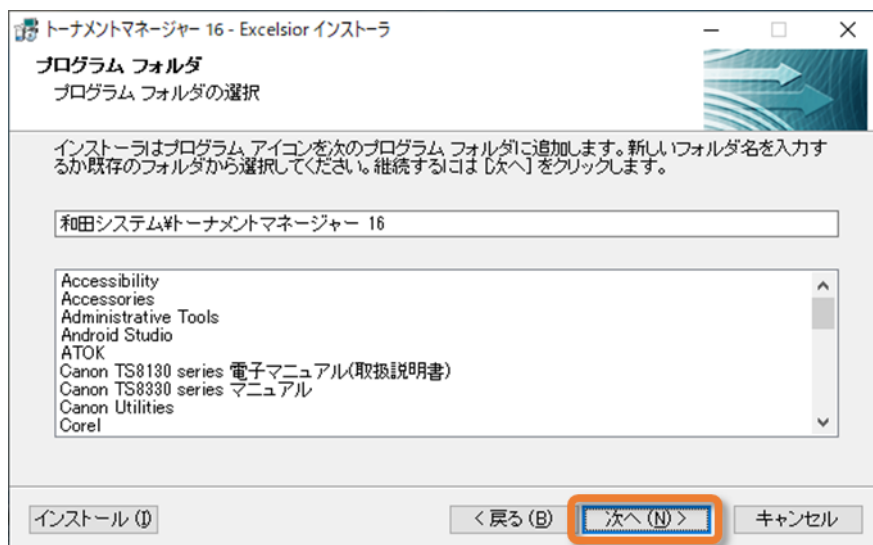 トーナメントマネージャー 16 - Excelsior インストーラ
プログラム フォルダ
プログラム フォルダの選択
インストーラはプログラム アイコンを次のプログラム フォルダに追加します。新しいフォルダ名を入力す
るか既存のフォルダから選択してください。継続するには [次へ] をクリックします。
和田システム¥トーナメントマネージャー 16
Accessibility
Accessories
Administrative Tools
Android Studio
ATOK
Canon TS8130 series 電子マニュアル(取扱説明書)
Canon TS8330 series マニュアル
Canon Utilities
Corel
インストール (I)
< 戻る (B)
次へ (N) >
キャンセル